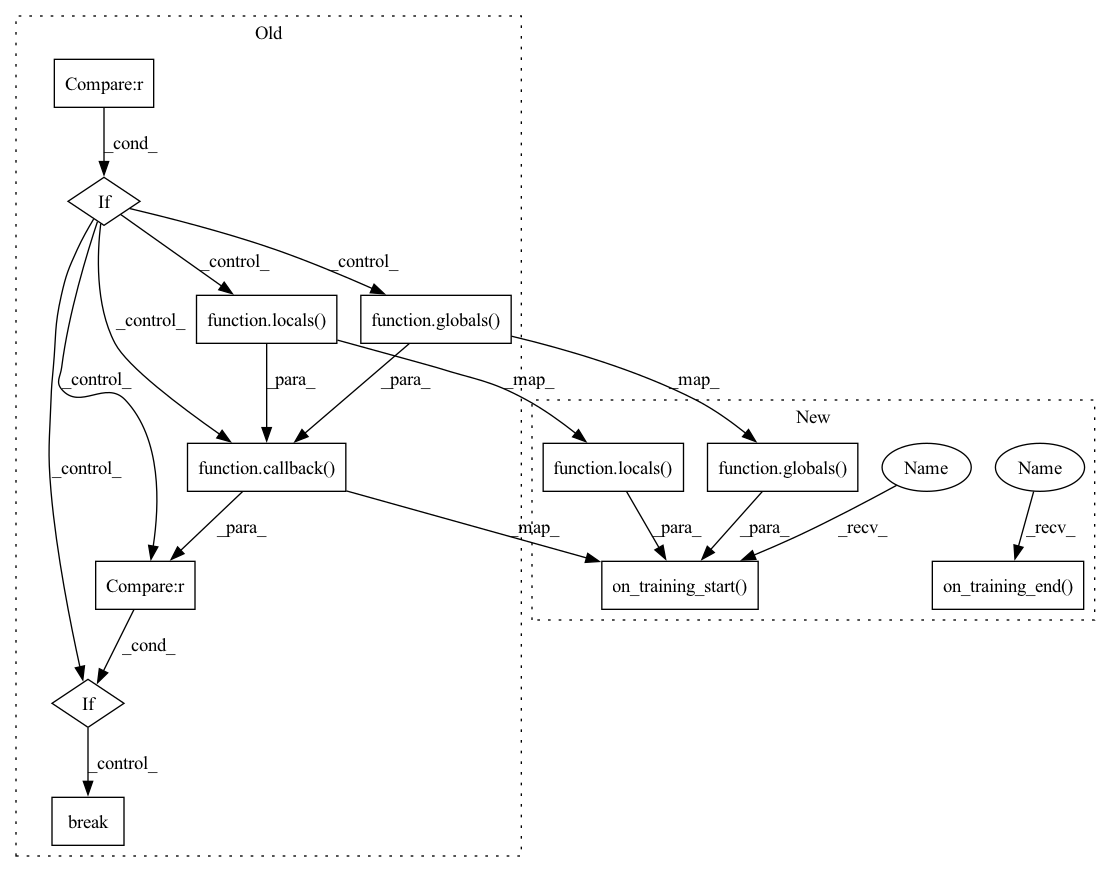 Old
Compare:r
_cond_
If
_control_
_control_
function.locals()
function.globals()
_control_
_para_
_para_
_map_
_map_
_control_
New
_control_
function.callback()
function.locals()
function.globals()
Name
Name
_para_
_map_
_para_
_para_
_recv_
_recv_
Compare:r
on_training_start()
on_training_end()
_cond_
If
_control_
break